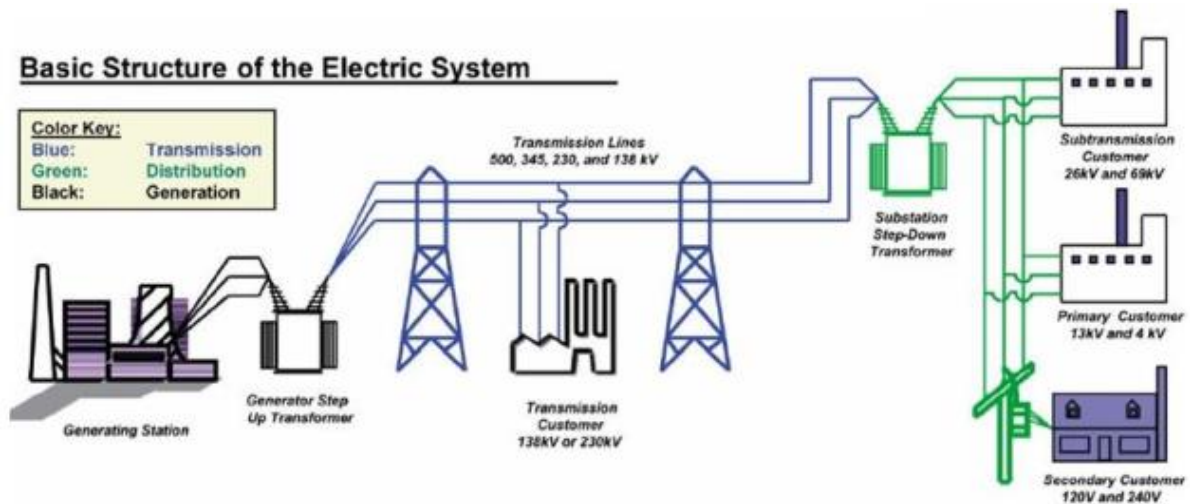 Basic Structure of the Electric System
Color Key:
Blue: Transmission
Green: Distribution
Black: Generation
Transmission Lines
500, 345, 230, and 138 kV
Generating Station
Generator Step
Up Transformer
Transmission
Customer
138kV or 230kV
Substation
Step-Down
Transformer
Subtransmission
Customer
26kV and 69kV
Primary Customer
13kV and 4 kV
Secondary Customer
120V and 240V